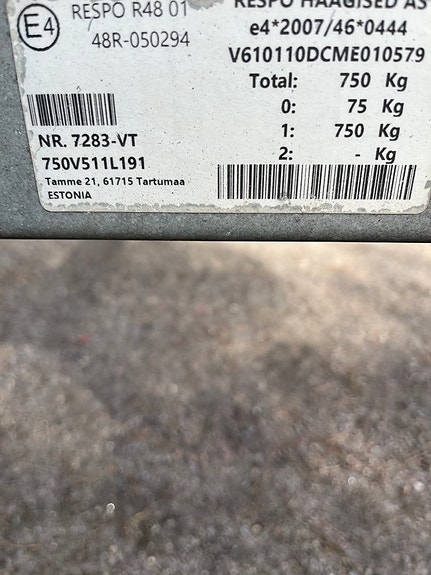 E4
RESPO R48 01
48R-050294
RESPO HAAGISED AS
e4*2007/46*0444
V610110DCME010579
Total: 750 Kg
0: 75 Kg
1: 750 Kg
2: - Kg
NR. 7283-VT
750V511L191
Tamme 21, 61715 Tartumaa
ESTONIA